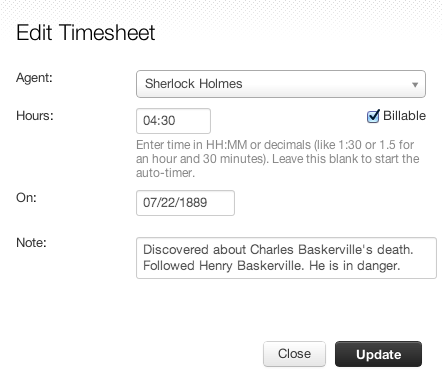 Edit Timesheet
Agent:
Sherlock Holmes
Hours:
04:30
Billable
Enter time in HH:MM or decimals (like 1:30 or 1.5 for
an hour and 30 minutes). Leave this blank to start the
auto-timer.
On:
07/22/1889
Note:
Discovered about Charles Baskerville's death.
Followed Henry Baskerville. He is in danger.
Close
Update